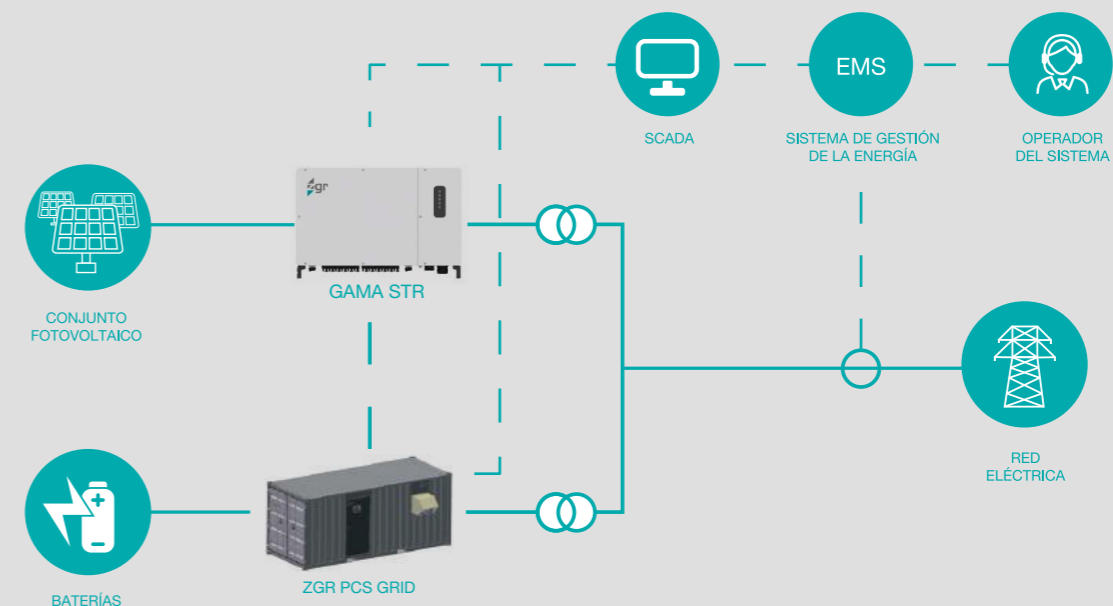 EMS
SCADA
SISTEMA DE GESTIÓN
DE LA ENERGÍA
OPERADOR
DEL SISTEMA
zgr
GAMA STR
CONJUNTO
FOTOVOLTAICO
RED
ELÉCTRICA
ZGR PCS GRID
BATERÍAS